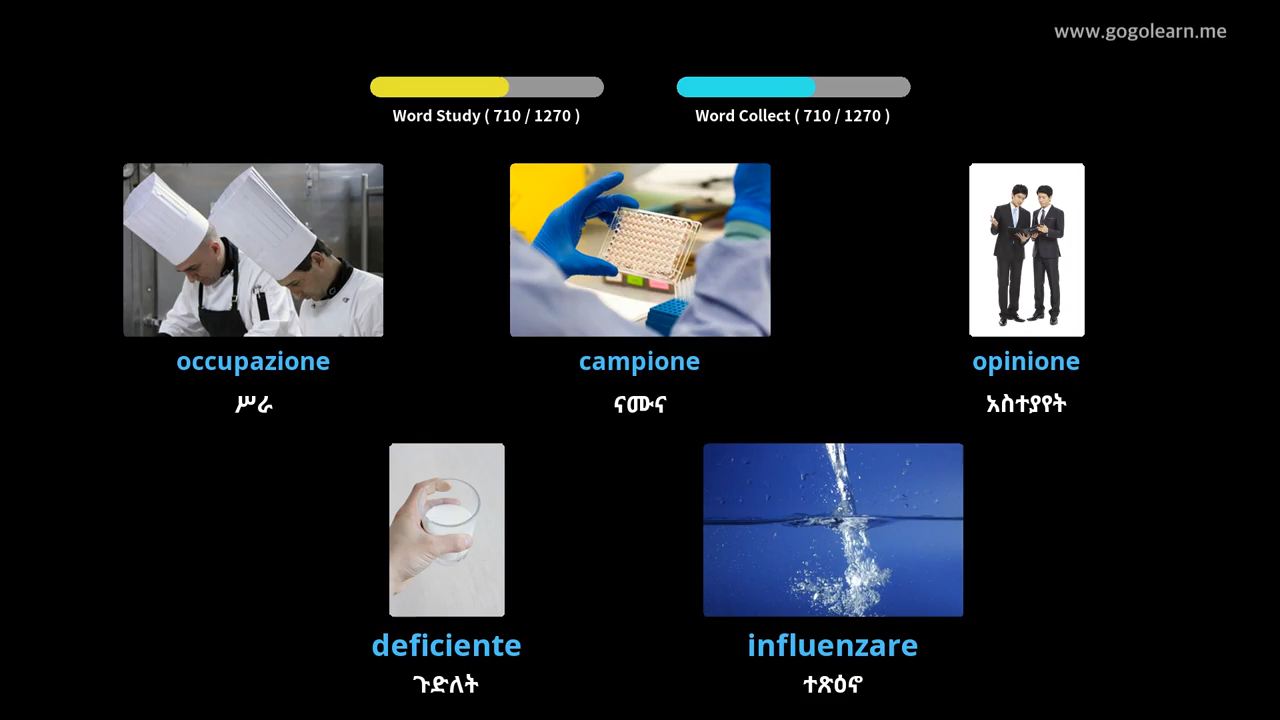 www.gogolearn.me
Word Study ( 710 / 1270 )
Word Collect ( 710 / 1270 )
occupazione
ሥራ
campione
ናሙና
opinione
አስተያየት
deficiente
ጉድለት
influenzare
ተጽዕኖ